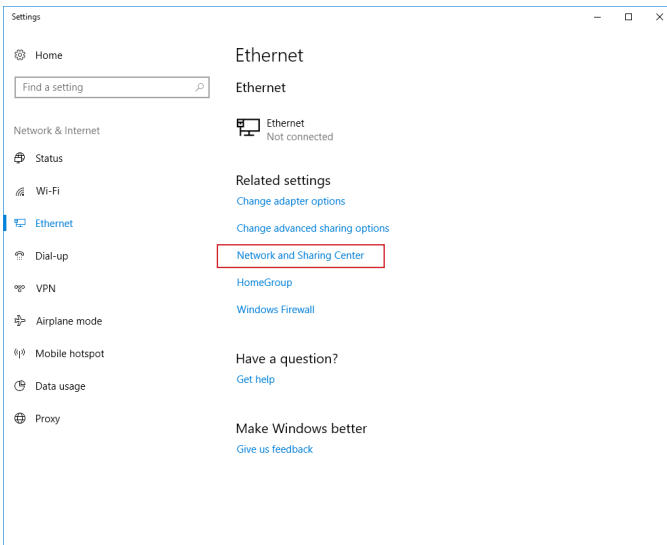 Settings
Home
Find a setting
Network & Internet
Status
Wi-Fi
Ethernet
Dial-up
VPN
Airplane mode
Mobile hotspot
Data usage
Proxy
Ethernet
Ethernet
Ethernet
Not connected
Related settings
Change adapter options
Change advanced sharing options
Network and Sharing Center
HomeGroup
Windows Firewall
Have a question?
Get help
Make Windows better
Give us feedback